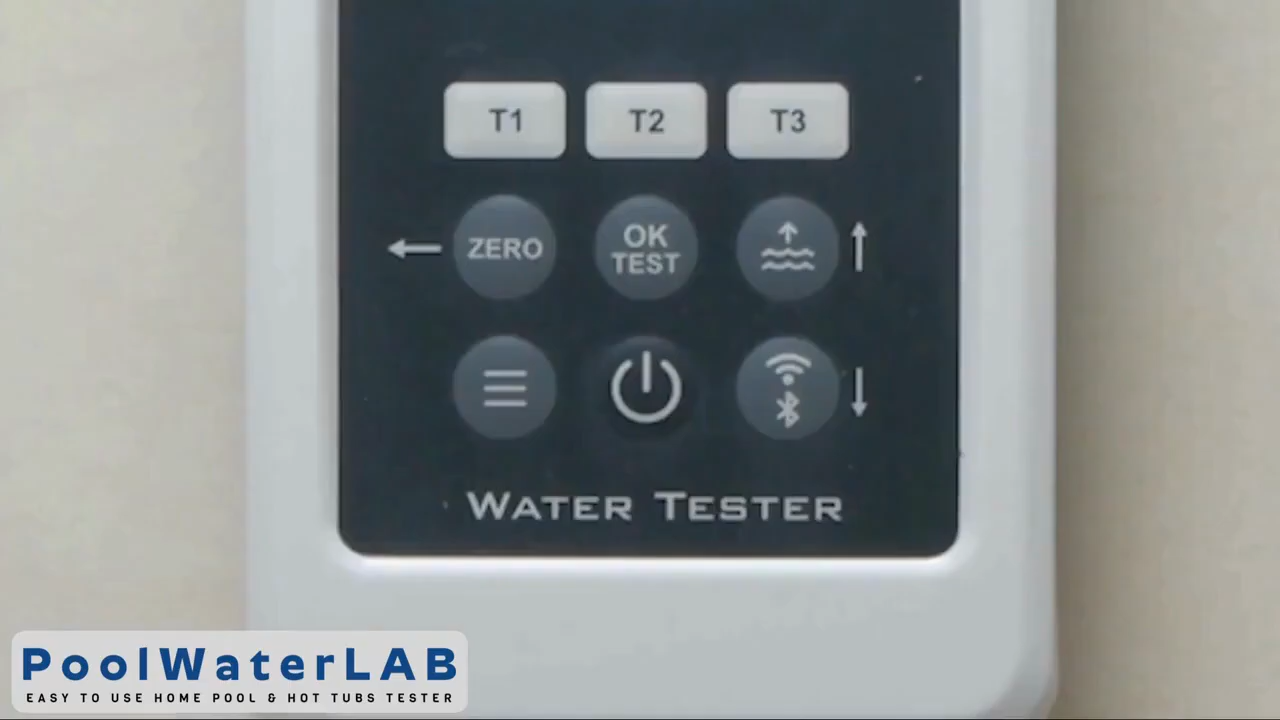 T1 T2 T3
ZERO OK
TEST
WATER TESTER
PoolWaterLAB
EASY TO USE HOME POOL & HOT TUBS TESTER